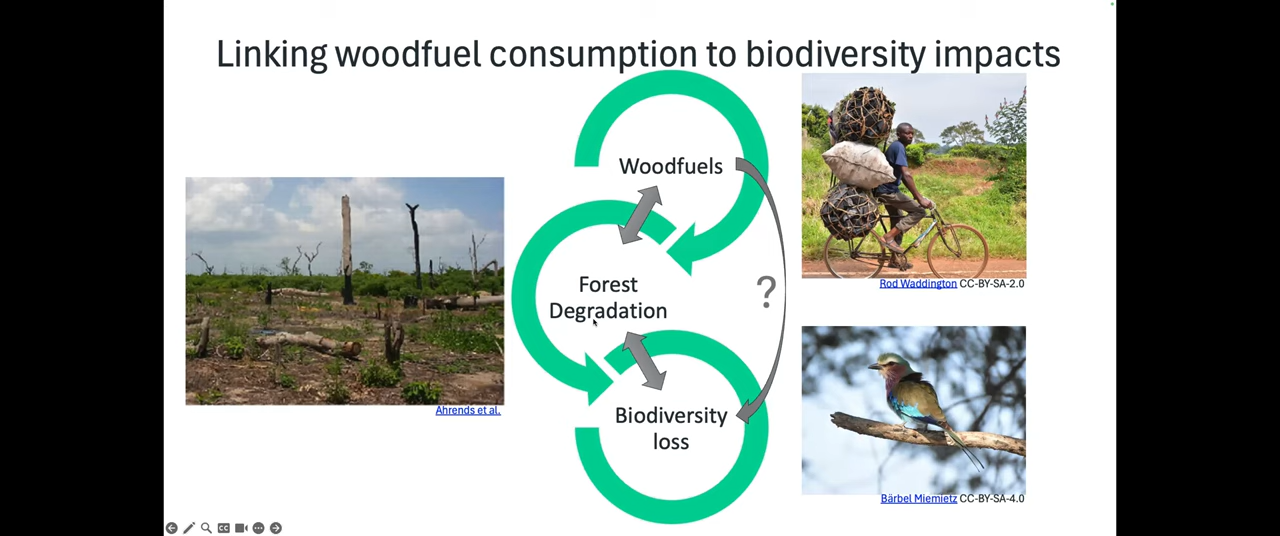 Linking woodfuel consumption to biodiversity impacts
Woodfuels
Rod Waddington CC-BY-SA-2.0
?
Forest
Degradation
Ahrends et al.
Biodiversity
loss
Bärbel Miemietz CC-BY-SA-4.0
CC